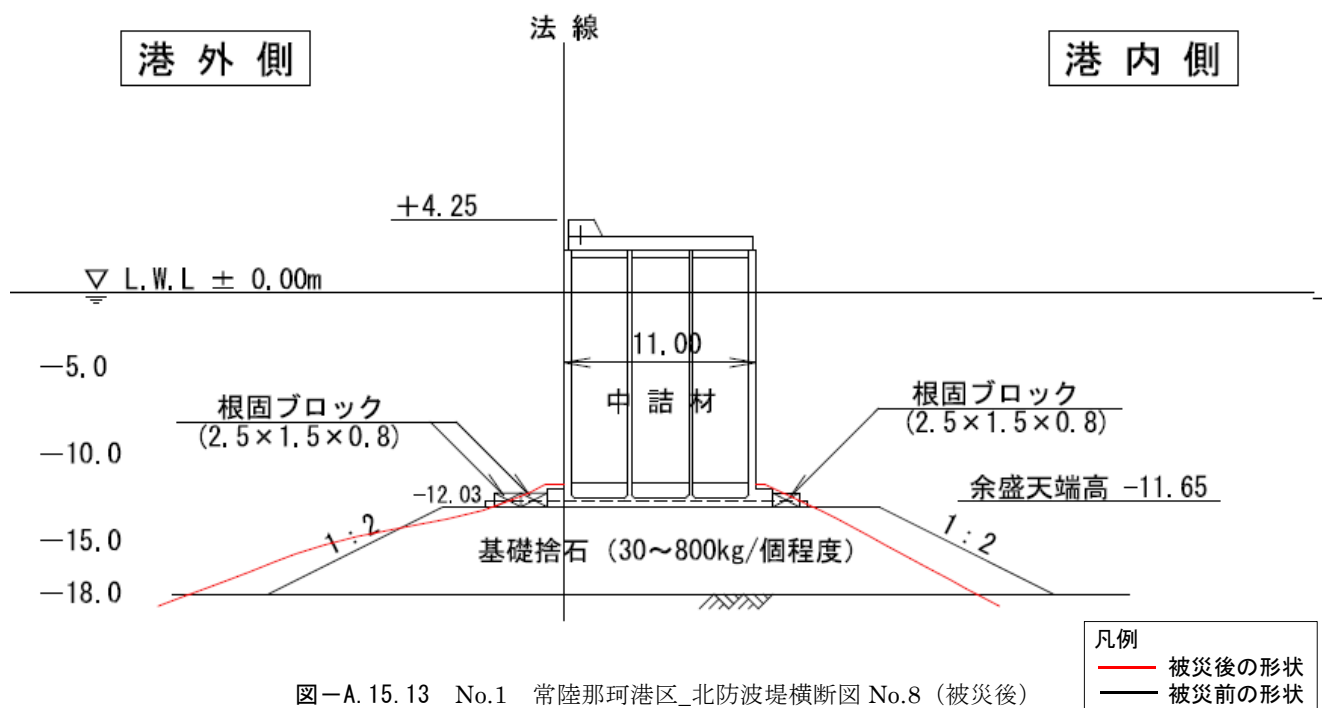 法線
港外側
港内側
+4.25
▽ L.W.L ± 0.00m
11.00
-5.0
中詰材
根固ブロック
(2.5×1.5×0.8)
根固ブロック
(2.5×1.5×0.8)
-10.0
-12.03
余盛天端高 -11.65
1:2
1:2
-15.0
基礎捨石 (30~800kg/個程度)
-18.0
凡例
被災後の形状
被災前の形状
図-A.15.13 No.1 常陸那珂港区_北防波堤横断図 No.8 (被災後)